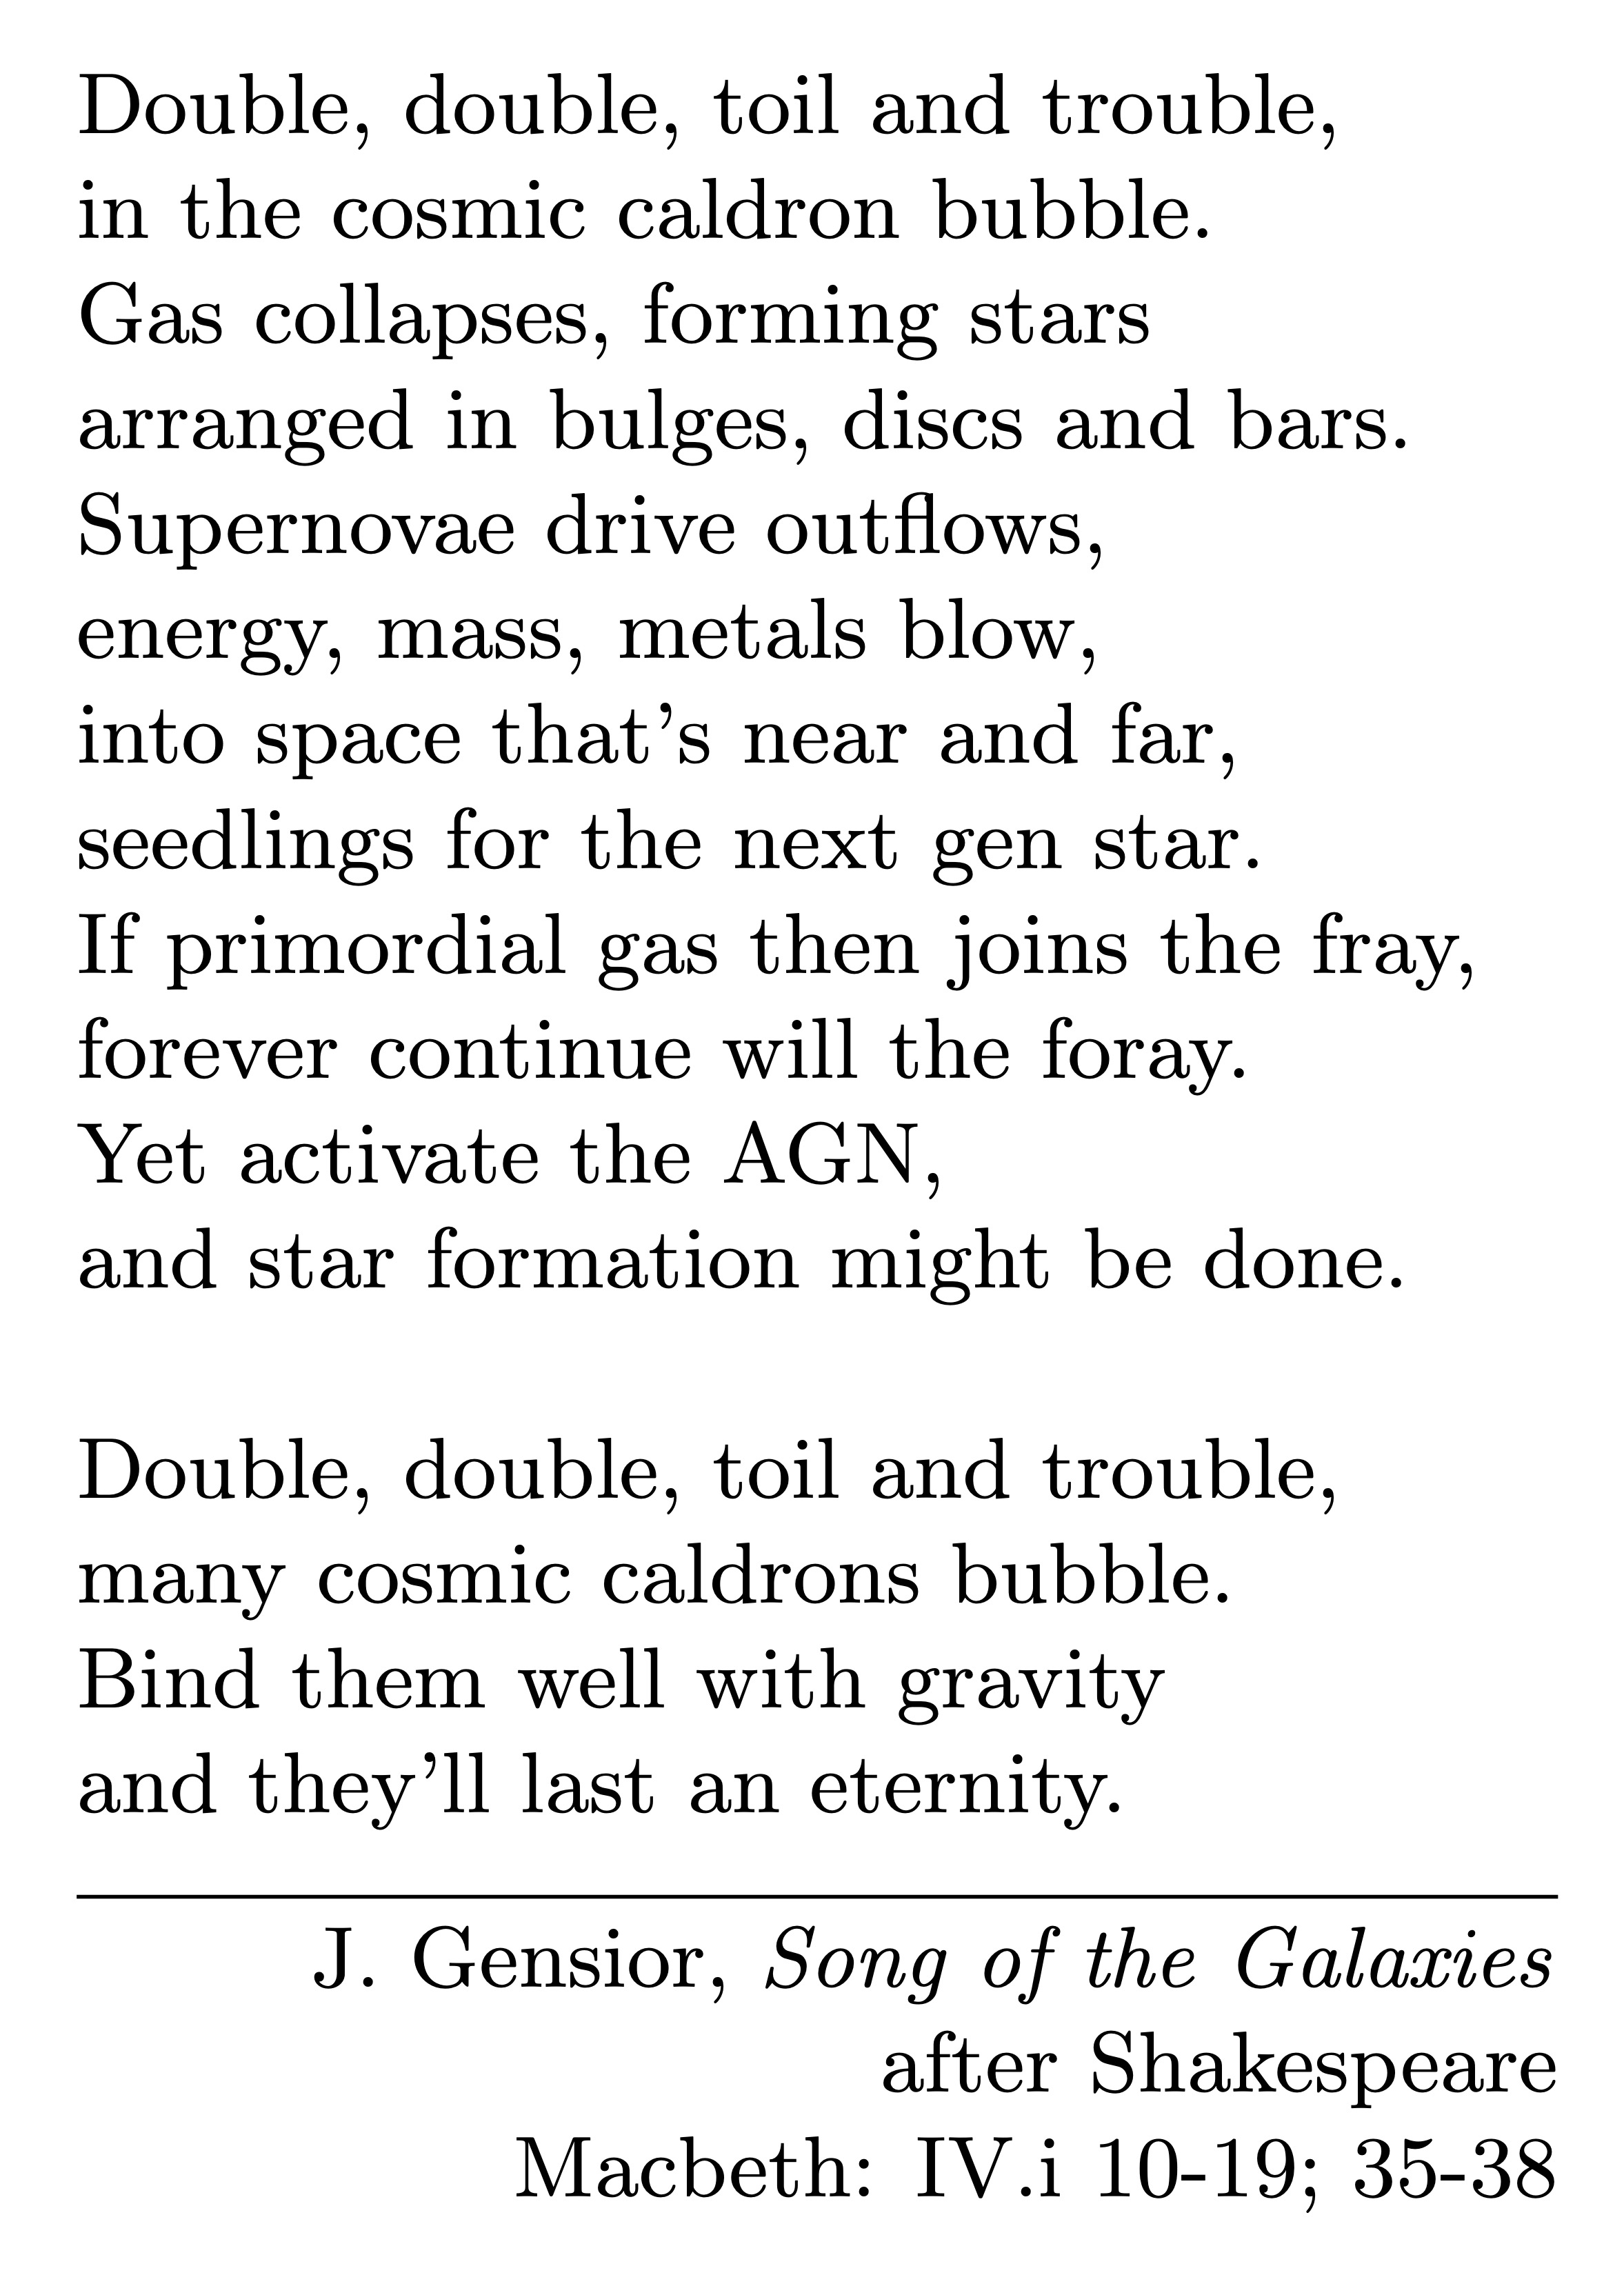 Double, double, toil and trouble,
in the cosmic caldron bubble.
Gas collapses, forming stars
arranged in bulges, discs and bars.
Supernovae drive outflows,
energy, mass, metals blow,
into space that's near and far,
seedlings for the next gen star.
If primordial gas then joins the fray,
forever continue will the foray.
Yet activate the AGN,
and star formation might be done.
Double, double, toil and trouble,
many cosmic caldrons bubble.
Bind them well with gravity
and they'll last an eternity.
J. Gensior, Song of the Galaxies
after Shakespeare
Macbeth: IV.i 10-19; 35-38